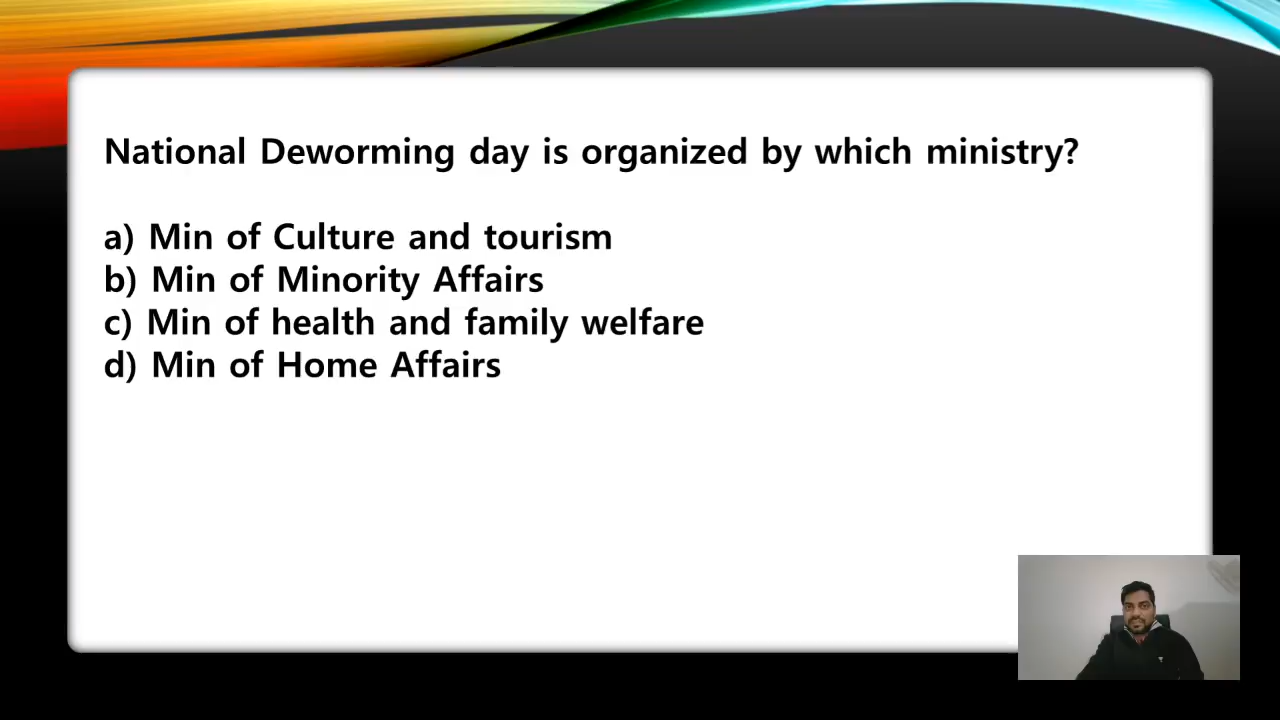 National Deworming day is organized by which ministry?
a) Min of Culture and tourism
b) Min of Minority Affairs
c) Min of health and family welfare
d) Min of Home Affairs